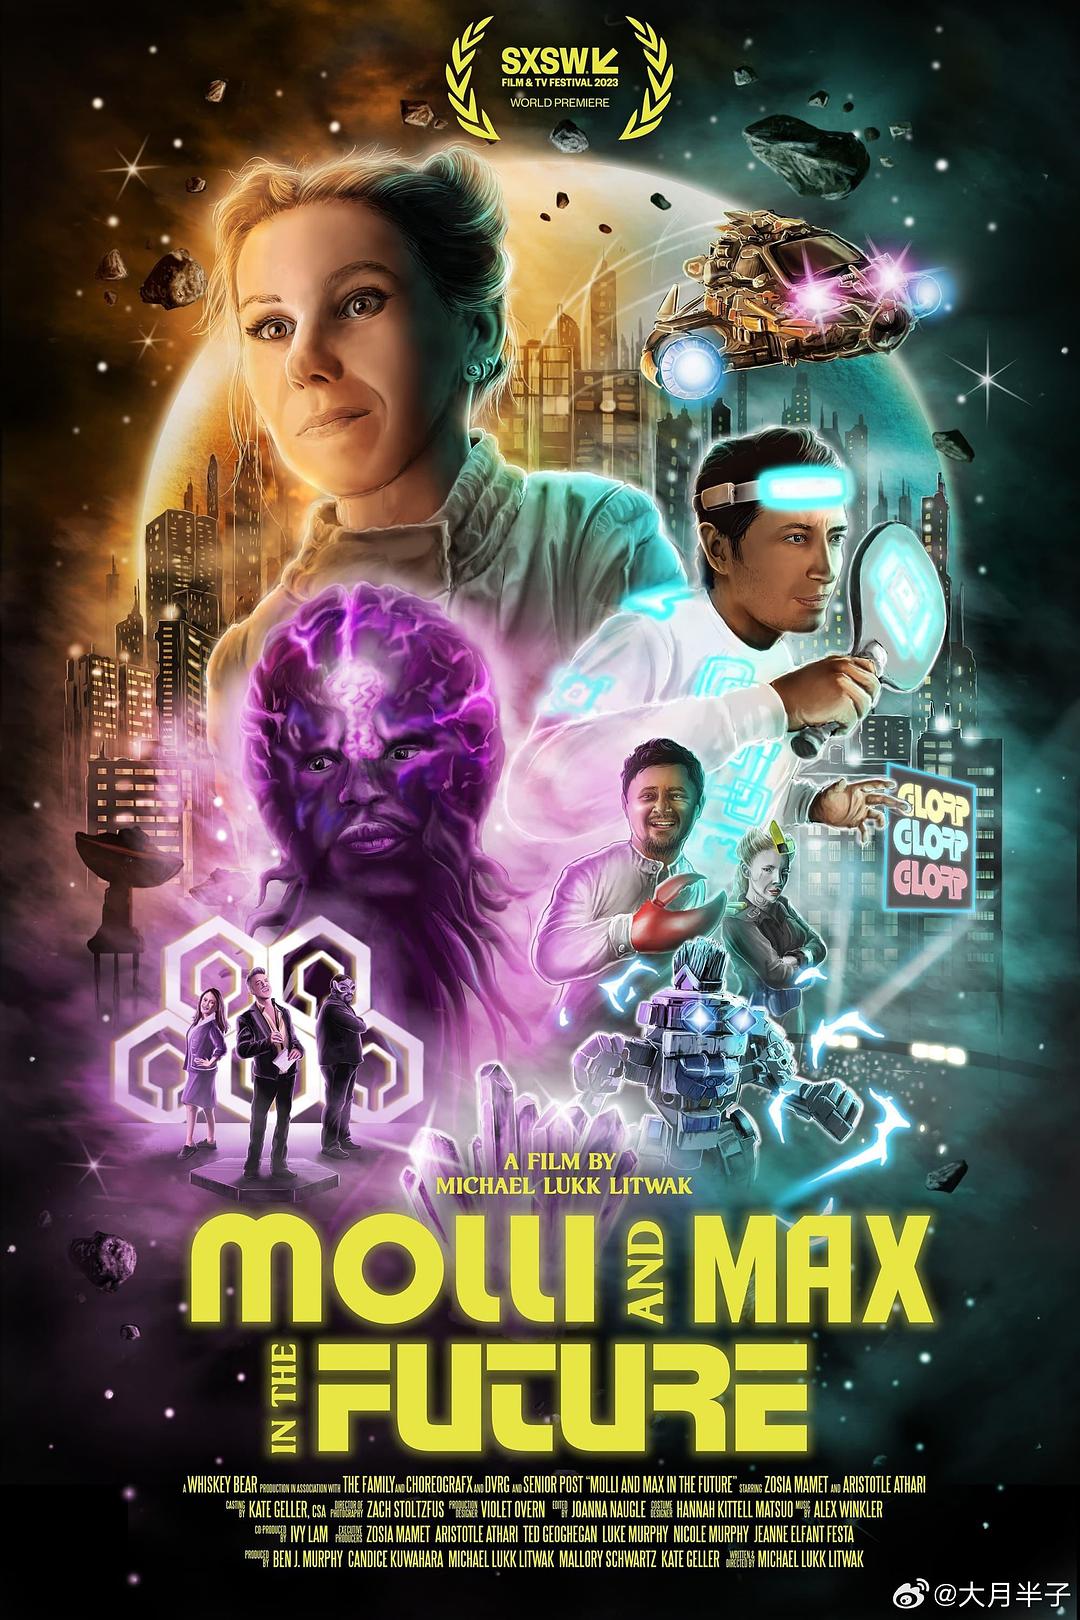 SXSW
FILM & TV FESTIVAL 2023
WORLD PREMIERE
GLORP
GLORP
GLORP
A FILM BY
MICHAEL LUKK LITWAK
MOLLI AND MAX
IN THE FUTURE
A WHISKEY BEAR PRODUCTION IN ASSOCIATION WITH THE FAMILY AND CHOREOGRAFX AND DVRG AND SENIOR POST "MOLLI AND MAX IN THE FUTURE" STARRING ZOSIA MAMET AND ARISTOTLE ATHARI
CASTING BY KATE GELLER, CSA DIRECTOR OF PHOTOGRAPHY ZACH STOLTZFUS PRODUCTION DESIGNER VIOLET OVERN EDITED BY JOANNA NAUGLE COSTUME DESIGNER HANNAH KITTELL MATSUO MUSIC BY ALEX WINKLER
CO-PRODUCED BY IVY LAM EXECUTIVE PRODUCERS ZOSIA MAMET ARISTOTLE ATHARI TED GEOGHEGAN LUKE MURPHY NICOLE MURPHY JEANNE ELFANT FESTA
PRODUCED BY BEN J. MURPHY CANDICE KUWAHARA MICHAEL LUKK LITWAK MALLORY SCHWARTZ KATE GELLER WRITTEN & DIRECTED BY MICHAEL LUKK LITWAK
@大月半子